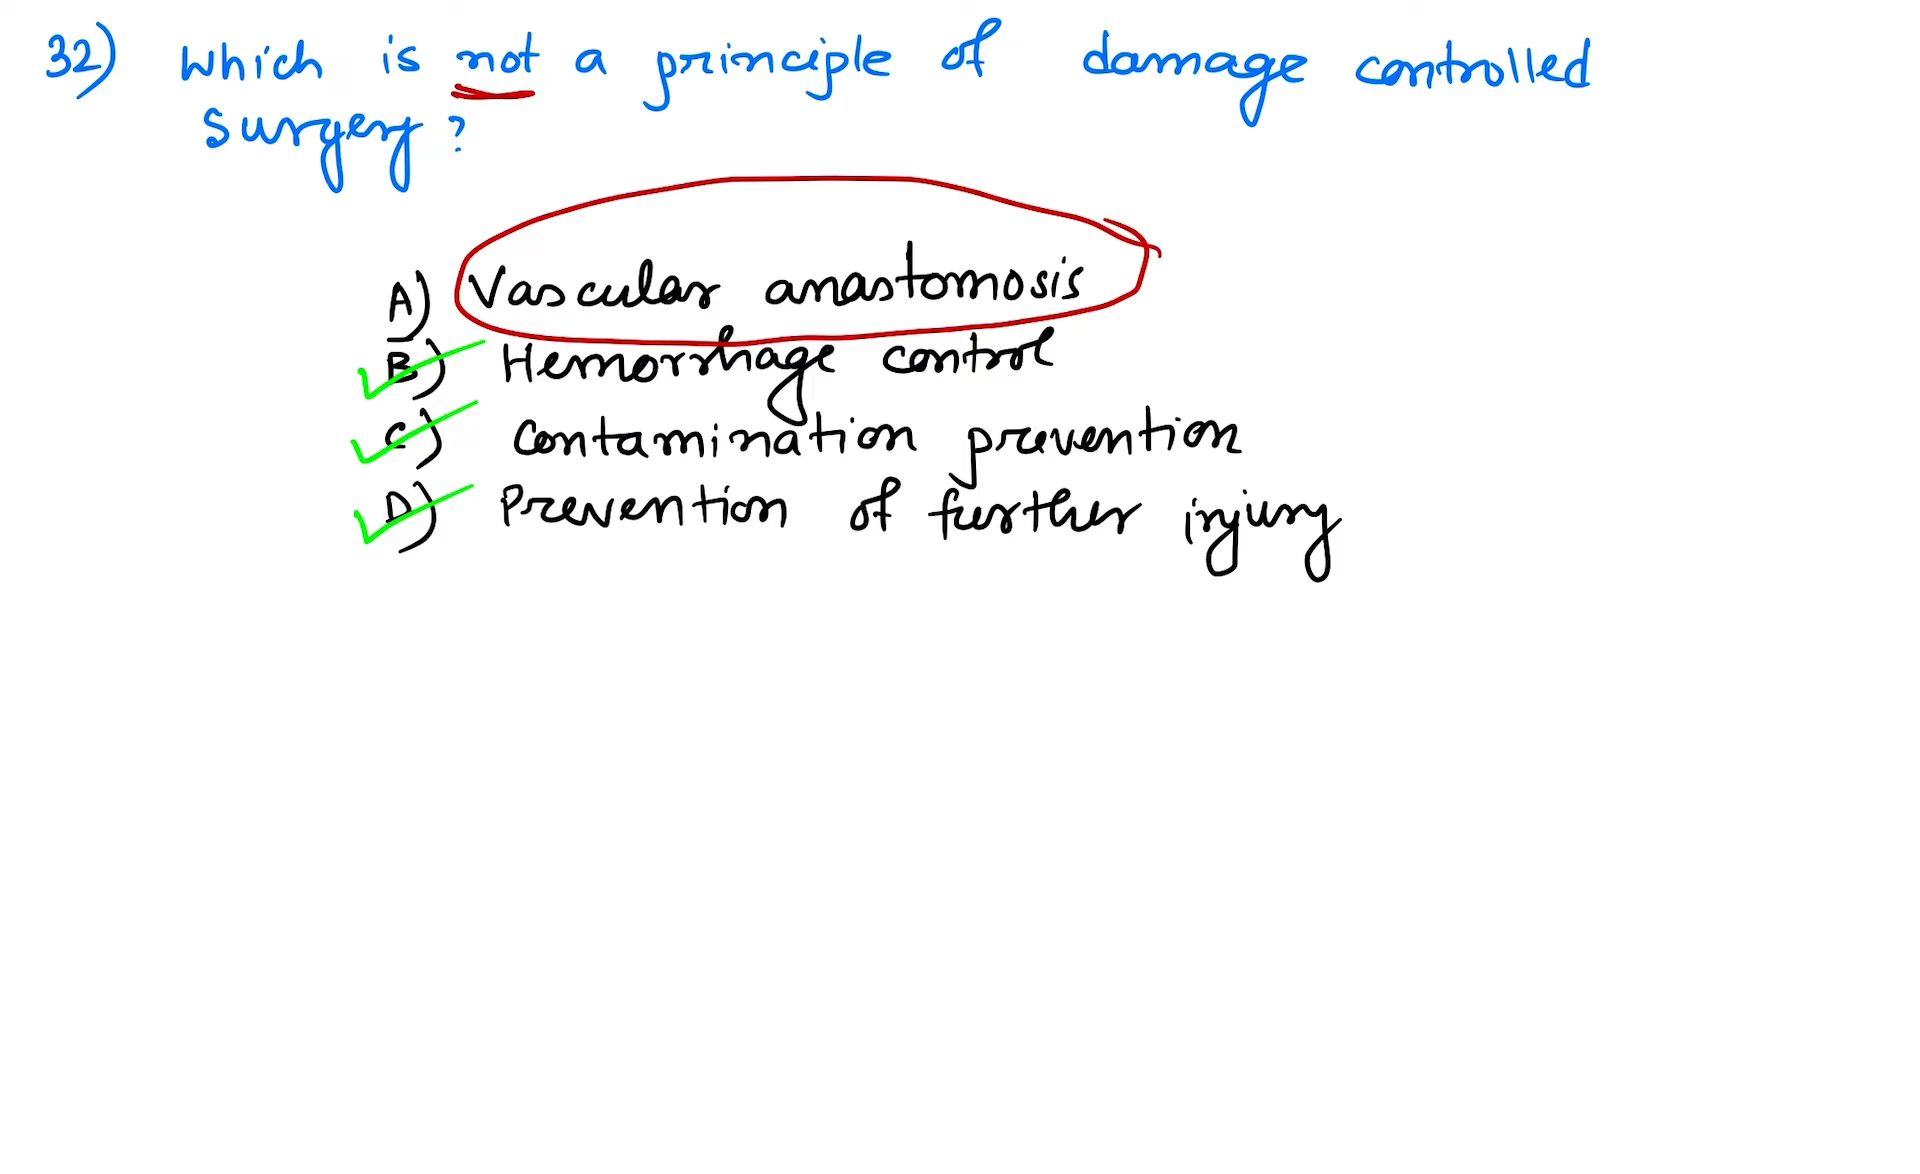 32) Which is not a principle of damage controlled
surgery?
A) Vascular anastomosis
B) Hemorrhage control
C) Contamination prevention
D) Prevention of further injury